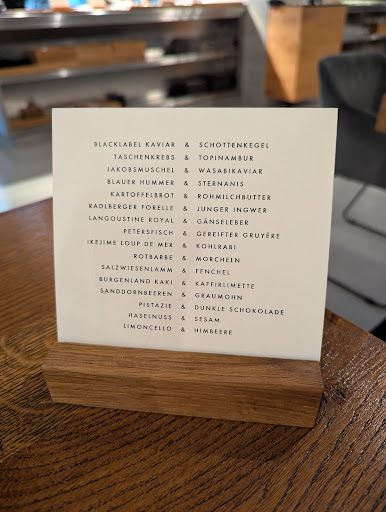 BLACKLABEL KAVIAR & SCHOTTENKEGEL
TASCHENKREBS & TOPINAMBUR
JAKOBSMUSCHEL & WASABIKAVIAR
BLAUER HUMMER & STERNANIS
KARTOFFELBROT & ROHMILCHBUTTER
RADLBERGER FORELLE & JUNGER INGWER
LANGOUSTINE ROYAL & GÄNSELEBER
PETERSFISCH & GEREIFTER GRUYÉRE
IKEJIME LOUP DE MER & KOHLRABI
ROTBARBE & MORCHELN
SALZWIESENLAMM & FENCHEL
BURGENLAND KAKI & KAFFIRLIMETTE
SANDDORNBEEREN & GRAUMOHN
PISTAZIE & DUNKLE SCHOKOLADE
HASELNUSS & SESAM
LIMONCELLO & HIMBEERE